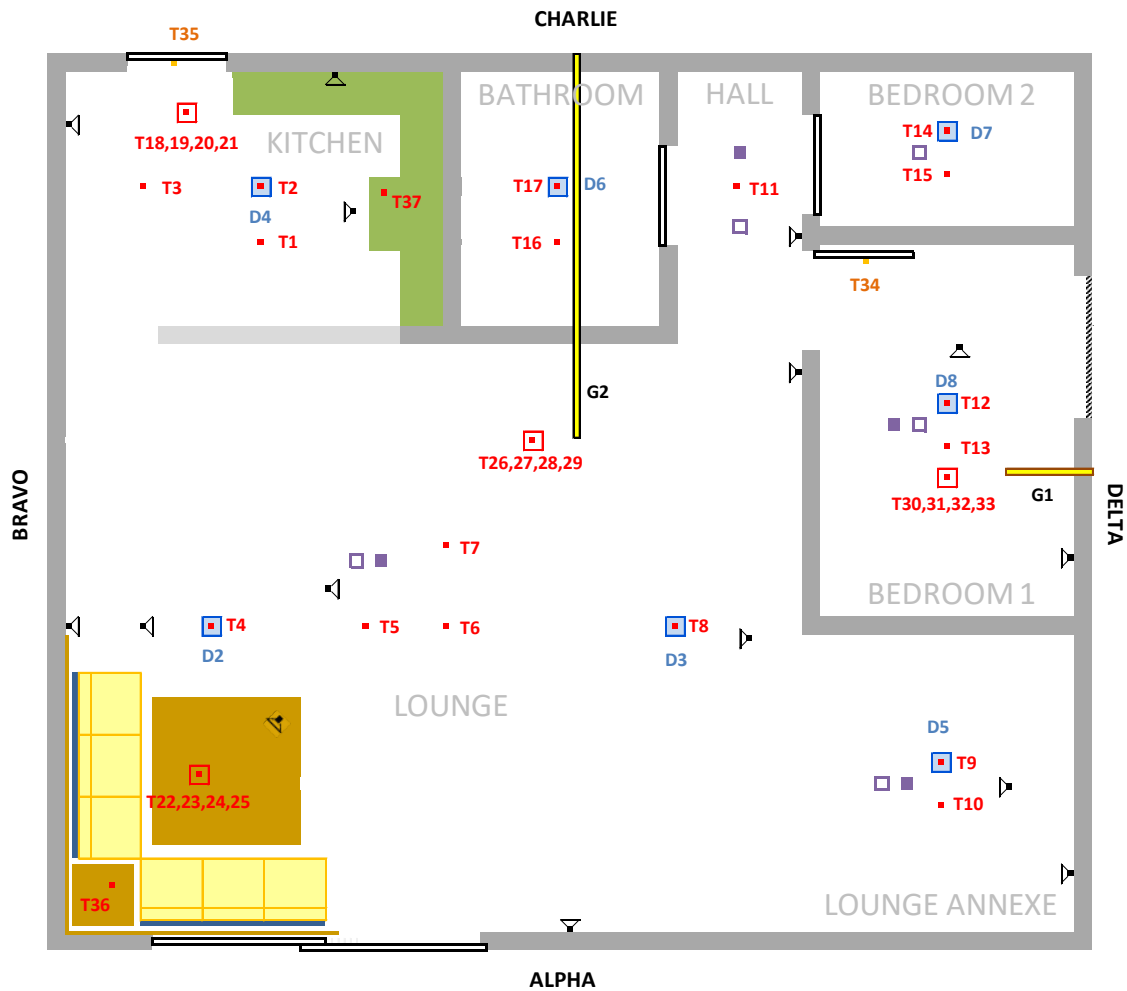 CHARLIE
T35
BATHROOM
HALL
BEDROOM 2
T14
D7
T18,19,20,21
KITCHEN
T15
T3
T2
T17
D6
T11
T37
D4
T1
T16
T34
D8
G2
T12
T13
T26,27,28,29
BRAVO
T30,31,32,33
G1
DELTA
T7
BEDROOM 1
T4
T5
T6
T8
D2
D3
LOUNGE
D5
T9
T22,23,24,25
T10
T36
LOUNGE ANNEXE
ALPHA